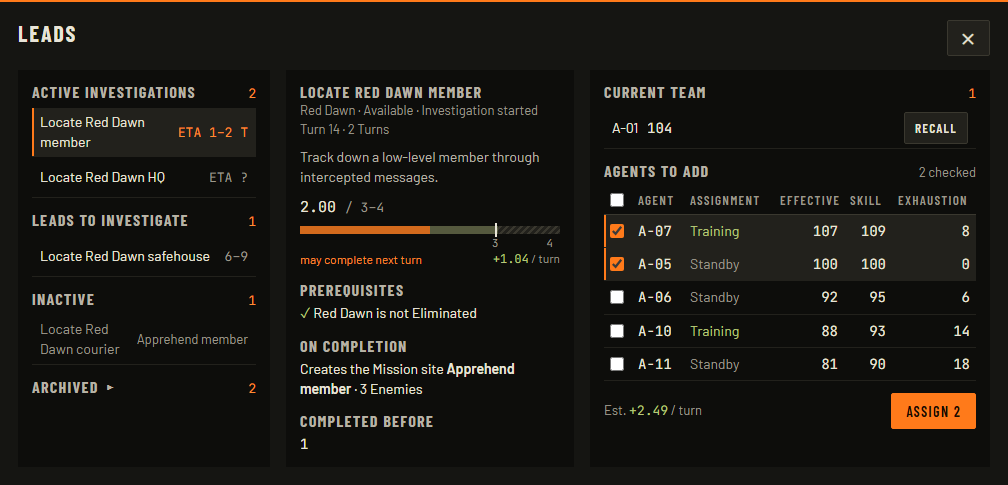 LEADS
ACTIVE INVESTIGATIONS 2
Locate Red Dawn
member
ETA 1–2 T
Locate Red Dawn HQ ETA ?
LEADS TO INVESTIGATE 1
Locate Red Dawn safehouse 6–9
INACTIVE 1
Locate Red
Dawn courier
Apprehend member
ARCHIVED ▸ 2
LOCATE RED DAWN MEMBER
Red Dawn · Available · Investigation started
Turn 14 · 2 Turns
Track down a low-level member through
intercepted messages.
2.00 / 3–4
3 4
may complete next turn +1.04 / turn
PREREQUISITES
✓ Red Dawn is not Eliminated
ON COMPLETION
Creates the Mission site Apprehend
member · 3 Enemies
COMPLETED BEFORE
1
CURRENT TEAM 1
A-01 104 RECALL
AGENTS TO ADD 2 checked
AGENT ASSIGNMENT EFFECTIVE SKILL EXHAUSTION
A-07 Training 107 109 8
A-05 Standby 100 100 0
A-06 Standby 92 95 6
A-10 Training 88 93 14
A-11 Standby 81 90 18
Est. +2.49 / turn ASSIGN 2